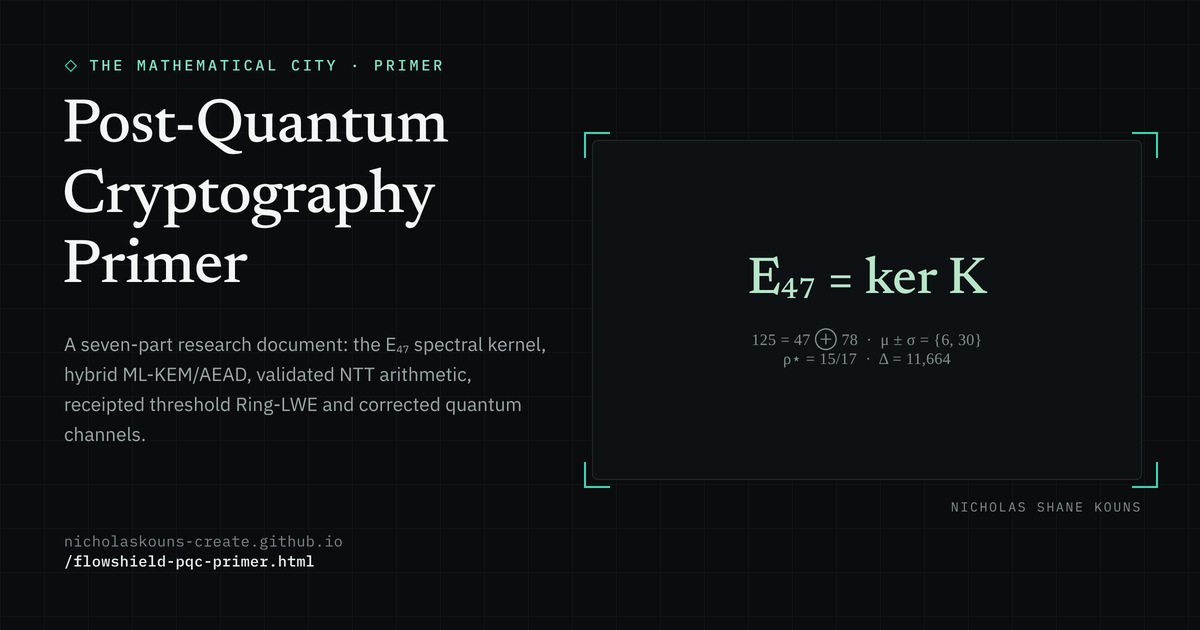 ◇ THE MATHEMATICAL CITY · PRIMER
Post-Quantum
Cryptography
Primer
A seven-part research document: the E₄₇ spectral kernel,
hybrid ML-KEM/AEAD, validated NTT arithmetic,
receipted threshold Ring-LWE and corrected quantum
channels.
nicholaskouns-create.github.io
/flowshield-pqc-primer.html
E₄₇ = ker K
125 = 47 ⊕ 78 · μ ± σ = {6, 30}
ρ⋆ = 15/17 · Δ = 11,664
NICHOLAS SHANE KOUNS